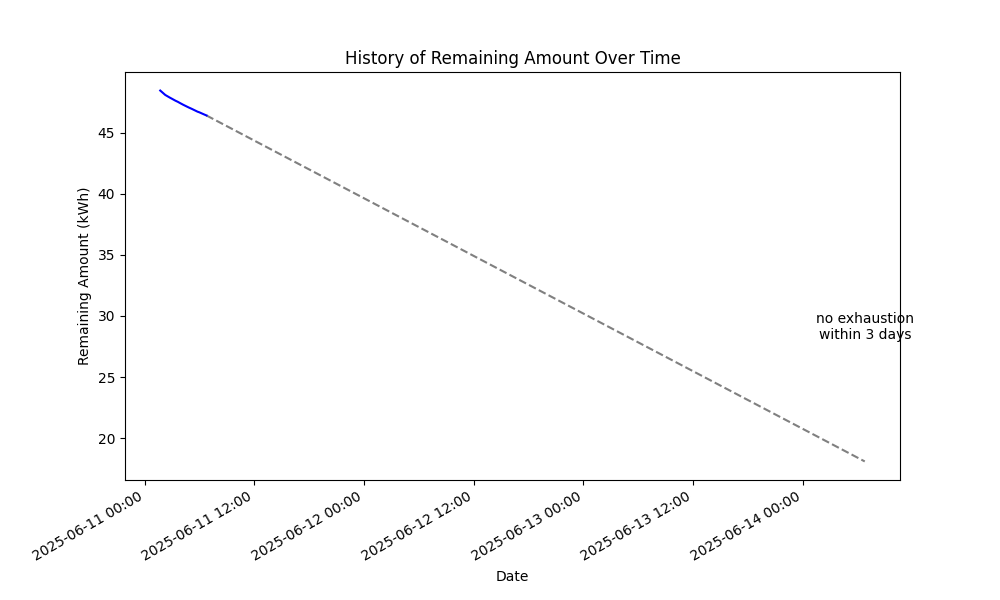 History of Remaining Amount Over Time
Remaining Amount (kWh)
45
40
35
30
25
20
no exhaustion
within 3 days
2025-06-11 00:00
2025-06-11 12:00
2025-06-12 00:00
2025-06-12 12:00
2025-06-13 00:00
2025-06-13 12:00
2025-06-14 00:00
Date